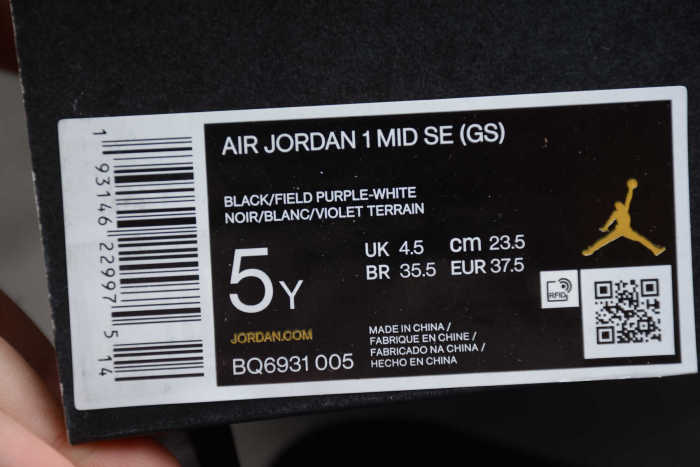 AIR JORDAN 1 MID SE (GS)
BLACK/FIELD PURPLE-WHITE
NOIR/BLANC/VIOLET TERRAIN
5Y
UK 4.5 cm 23.5
BR 35.5 EUR 37.5
JORDAN.COM
BQ6931 005
MADE IN CHINA /
FABRIQUE EN CHINE /
FABRICADO NA CHINA /
HECHO EN CHINA
RFID
1 93146 22997 5 14